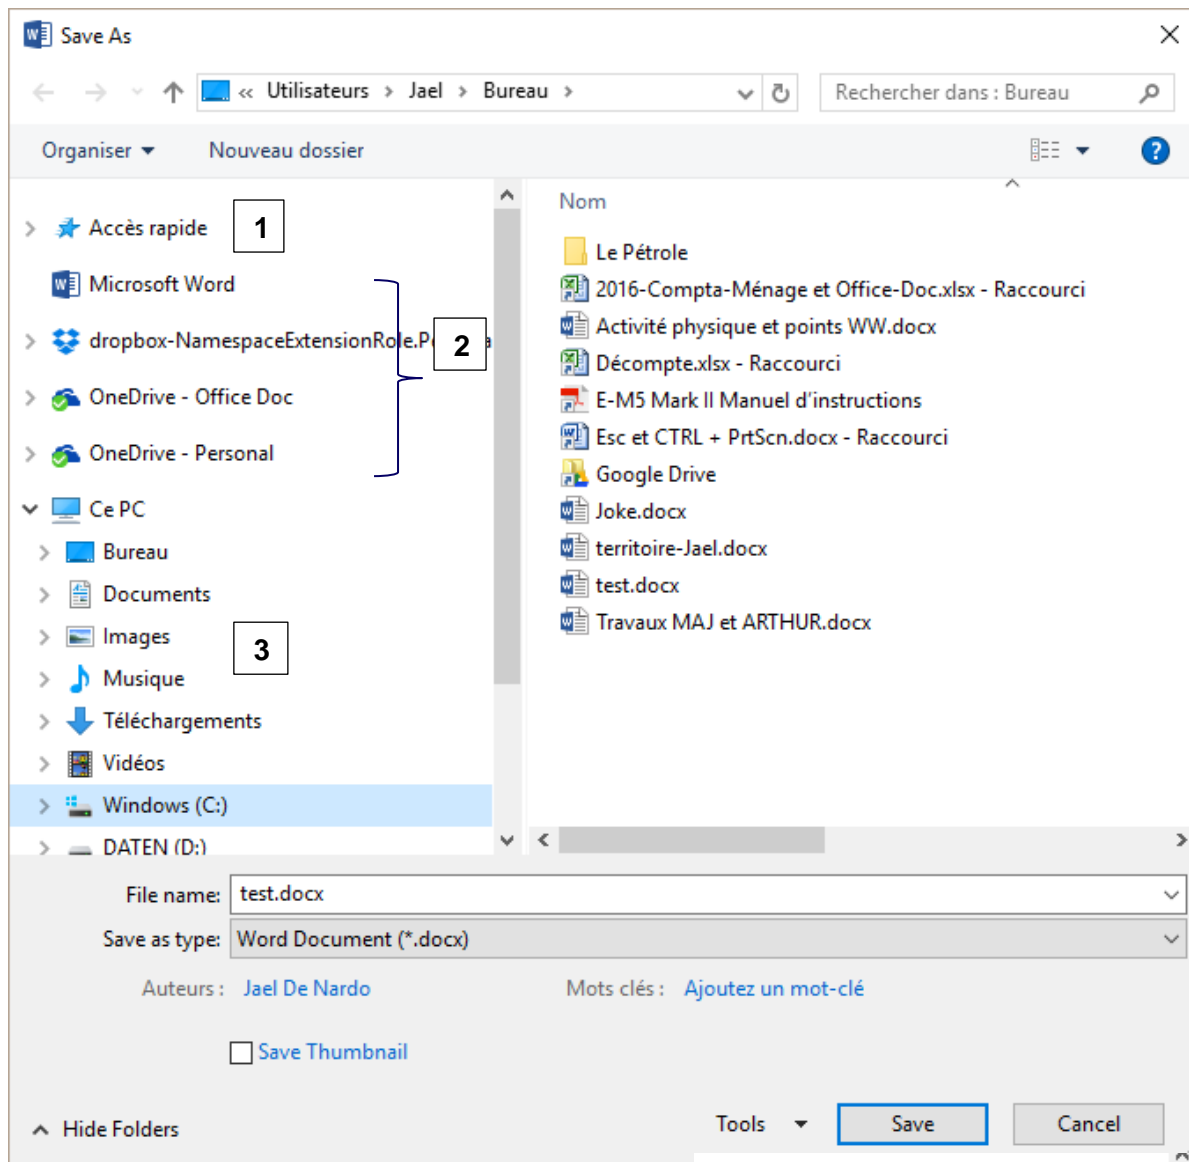 Save As
« Utilisateurs > Jael > Bureau >
Rechercher dans : Bureau
Organiser
Nouveau dossier
?
Accès rapide
1
Microsoft Word
dropbox-NamespaceExtensionRole.P
2
OneDrive - Office Doc
OneDrive - Personal
Ce PC
Bureau
Documents
Images
3
Musique
Téléchargements
Vidéos
Windows (C:)
DATEN (D:)
Nom
Le Pétrole
2016-Compta-Ménage et Office-Doc.xlsx - Raccourci
Activité physique et points WW.docx
Décompte.xlsx - Raccourci
E-M5 Mark II Manuel d'instructions
Esc et CTRL + PrtScn.docx - Raccourci
Google Drive
Joke.docx
territoire-Jael.docx
test.docx
Travaux MAJ et ARTHUR.docx
File name: test.docx
Save as type: Word Document (*.docx)
Auteurs : Jael De Nardo
Mots clés : Ajoutez un mot-clé
Save Thumbnail
Hide Folders
Tools
Save
Cancel